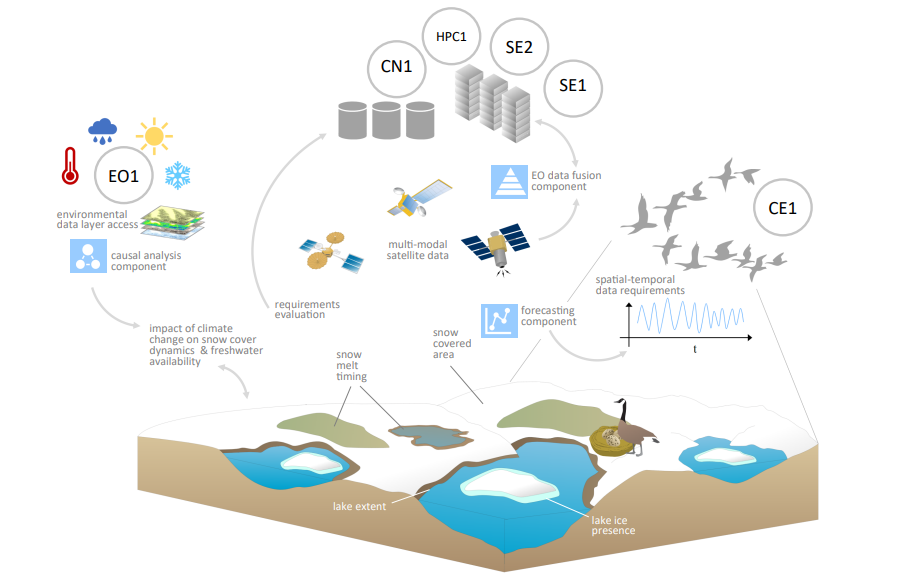 HPC1
CN1
SE2
SE1
EO1
environmental
data layer access
causal analysis
component
EO data fusion
component
CE1
multi-modal
satellite data
spatial-temporal
data requirements
requirements
evaluation
forecasting
component
t
impact of climate
change on snow cover
dynamics & freshwater
availability
snow
melt
timing
snow
covered
area
lake extent
lake ice
presence